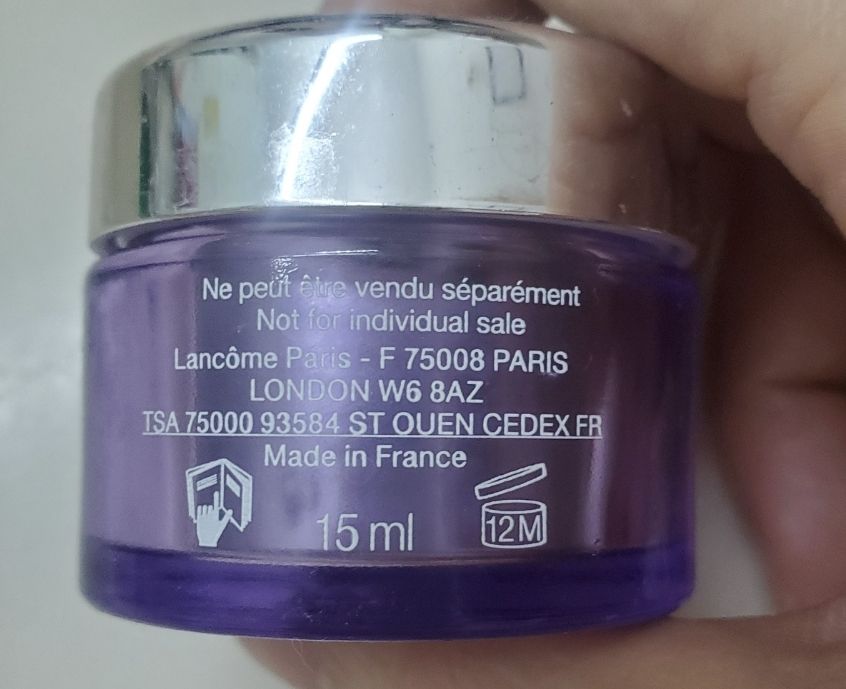 Ne peut être vendu séparément
Not for individual sale
Lancôme Paris - F 75008 PARIS
LONDON W6 8AZ
TSA 75000 93584 ST OUEN CEDEX FR
Made in France
15 ml
12M